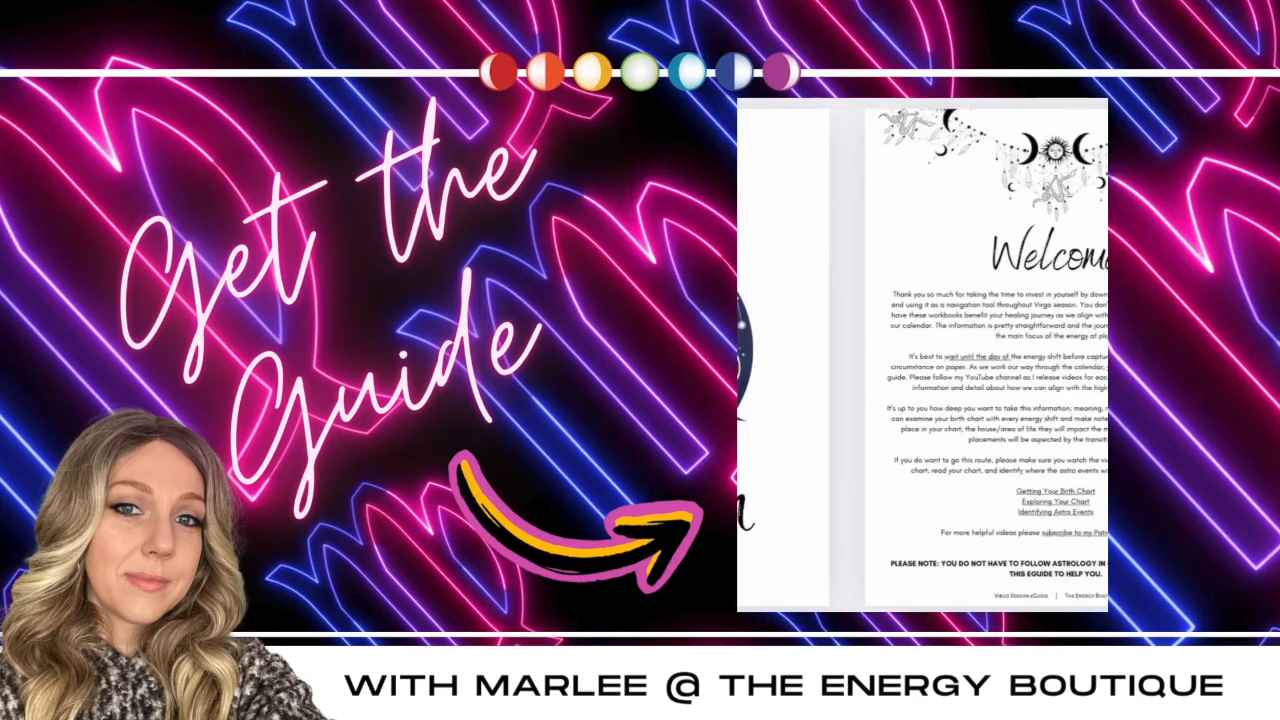 Get the
Guide
Welcom
Thank you so much for taking the time to invest in yourself by down
and using it as a navigation tool throughout Virgo season. You don'
have these workbooks benefit your healing journey as we align with
our calendar. The information is pretty straightforward and the jour
the main focus of the energy at pl
It's best to wait until the day of the energy shift before captur
circumstance on paper. As we work our way through the calendar,
guide. Please follow my YouTube channel as I release videos for eac
information and detail about how we can align with the high
It's up to you how deep you want to take this information; meaning,
can examine your birth chart with every energy shift and make note
place in your chart, the house/area of life they will impact the m
placements will be aspected by the transiti
If you do want to go this route, please make sure you watch the vi
chart, read your chart, and identify where the astro events wi
Getting Your Birth Chart
Exploring Your Chart
Identifying Astro Events
For more helpful videos please subscribe to my Patr
PLEASE NOTE: YOU DO NOT HAVE TO FOLLOW ASTROLOGY IN
THIS EGUIDE TO HELP YOU.
Virgo Season eGuide | The Energy Bou
WITH MARLEE @ THE ENERGY BOUTIQUE